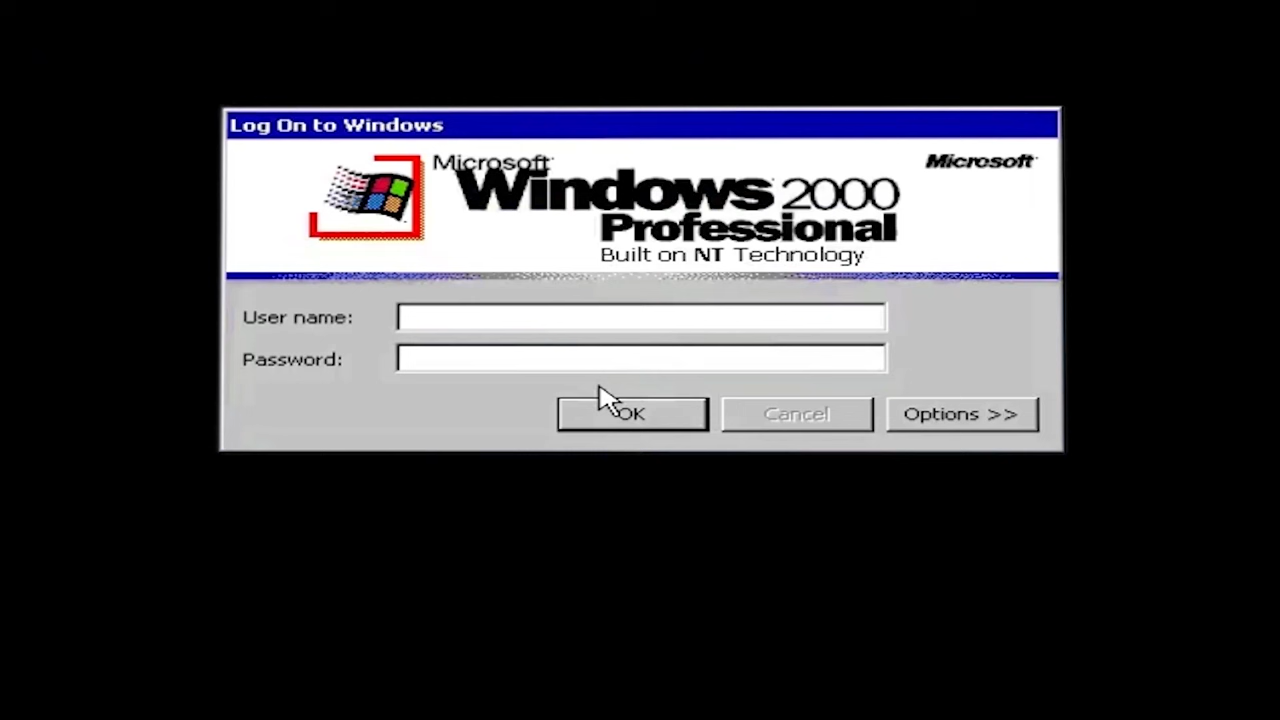 Log On to Windows
Microsoft
Microsoft
Windows 2000
Professional
Built on NT Technology
User name:
Password:
OK Cancel Options >>